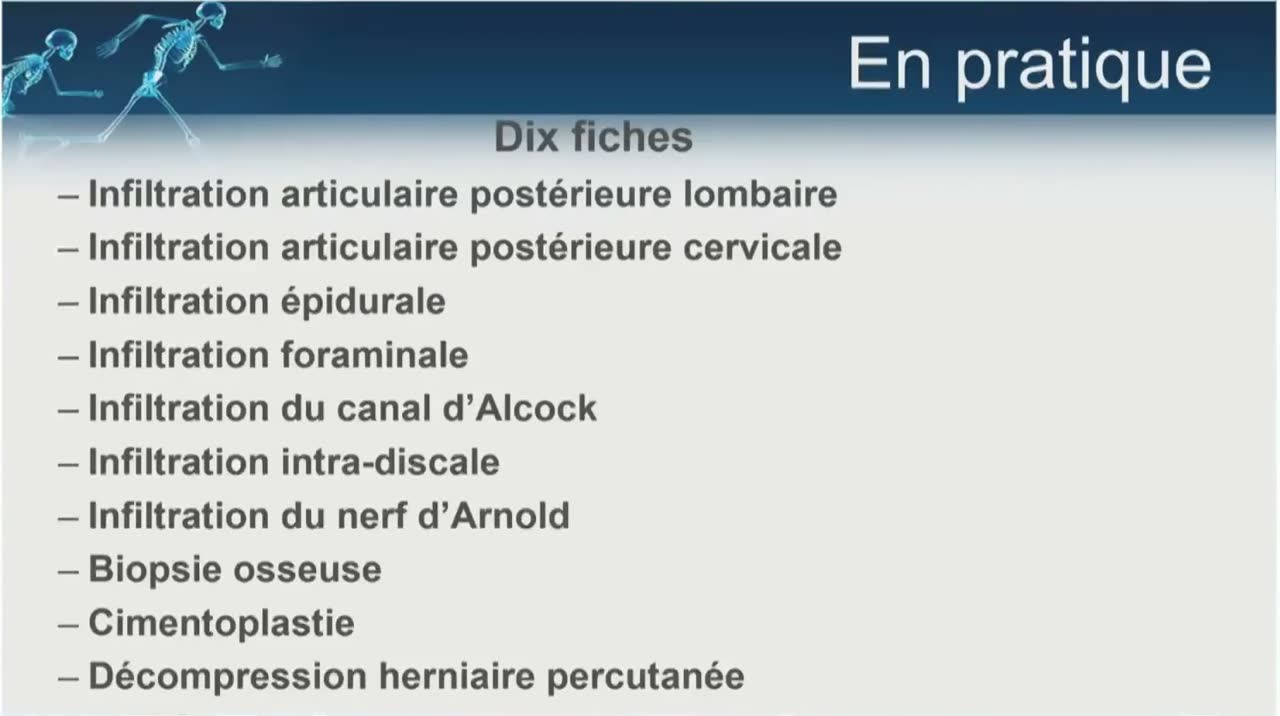 En pratique
Dix fiches
– Infiltration articulaire postérieure lombaire
– Infiltration articulaire postérieure cervicale
– Infiltration épidurale
– Infiltration foraminale
– Infiltration du canal d’Alcock
– Infiltration intra-discale
– Infiltration du nerf d’Arnold
– Biopsie osseuse
– Cimentoplastie
– Décompression herniaire percutanée